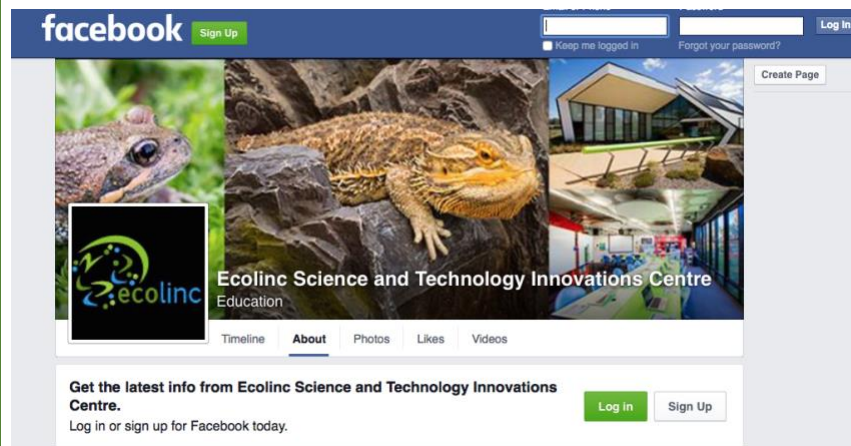 facebook Sign Up
Log In
Keep me logged in Forgot your password?
Create Page
ecolinc
Ecolinc Science and Technology Innovations Centre
Education
Timeline About Photos Likes Videos
Get the latest info from Ecolinc Science and Technology Innovations
Centre.
Log in or sign up for Facebook today.
Log in Sign Up